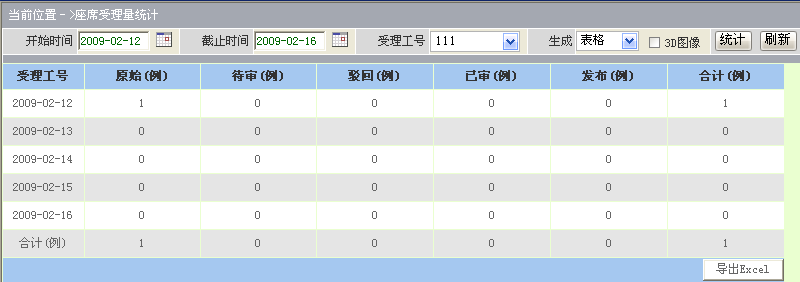 当前位置－>座席受理量统计
开始时间 2009-02-12 截止时间 2009-02-16 受理工号 111 生成 表格 3D图像 统计 刷新
受理工号 原始(例) 待审(例) 驳回(例) 已审(例) 发布(例) 合计(例)
2009-02-12 1 0 0 0 0 1
2009-02-13 0 0 0 0 0 0
2009-02-14 0 0 0 0 0 0
2009-02-15 0 0 0 0 0 0
2009-02-16 0 0 0 0 0 0
合计(例) 1 0 0 0 0 1
导出Excel